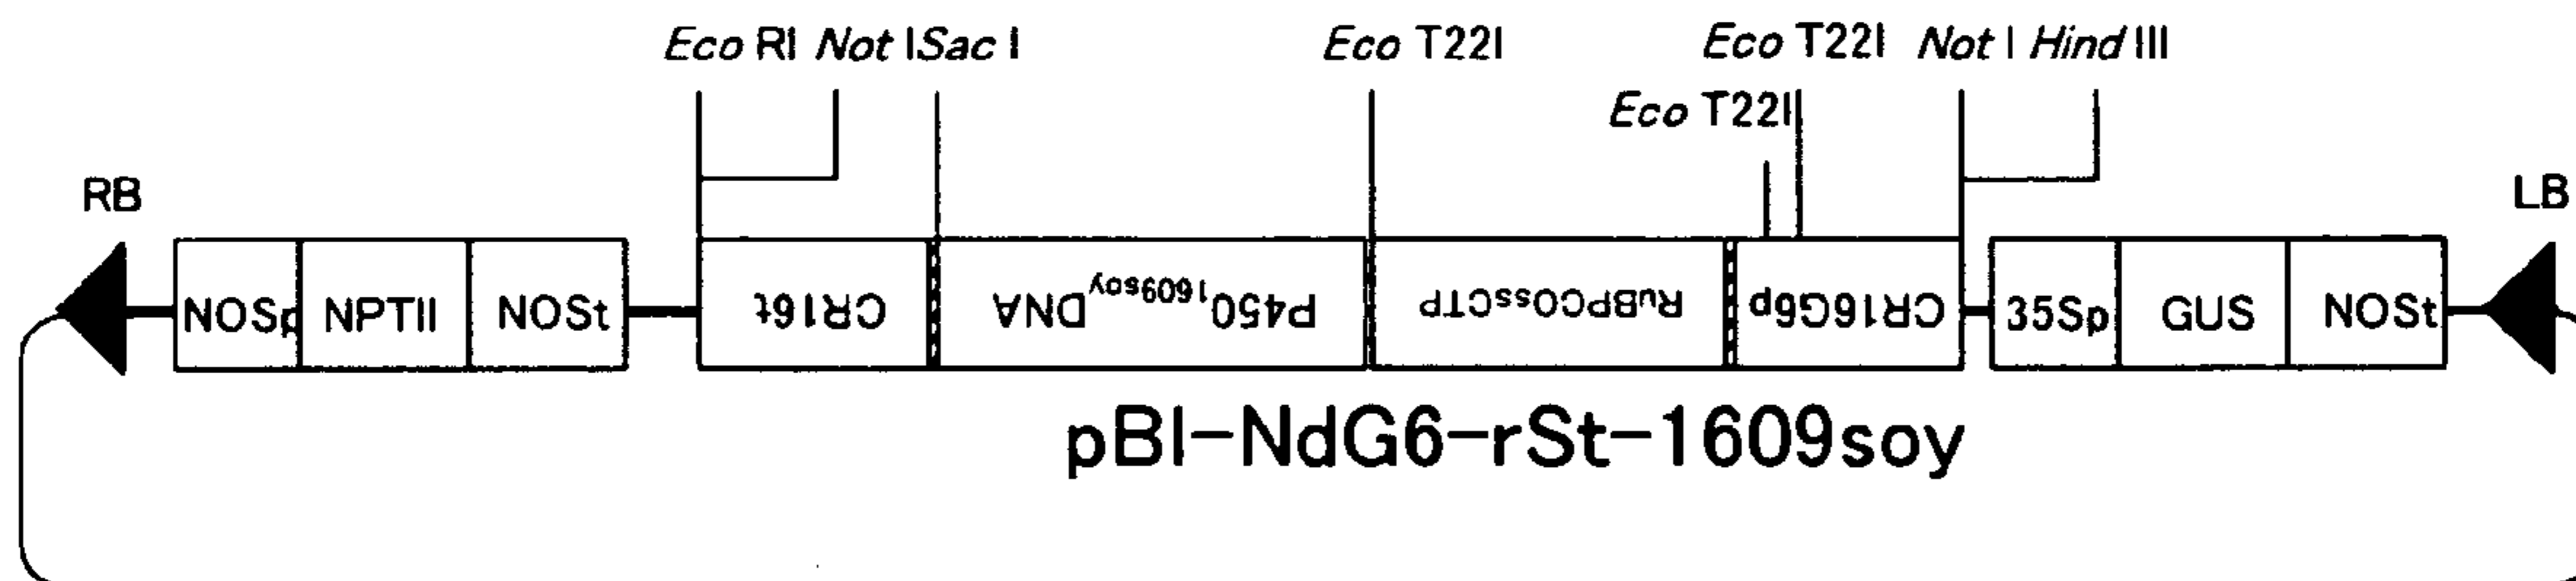 Eco RI Not I Sac I Eco T22I Eco T22I Not I Hind III
Eco T22I
RB LB
NOSp NPTII NOSt CR16t P450₁₆₀₉soyDNA RuBPCOssCTP CR16G6p 35Sp GUS NOSt
pBI-NdG6-rSt-1609soy